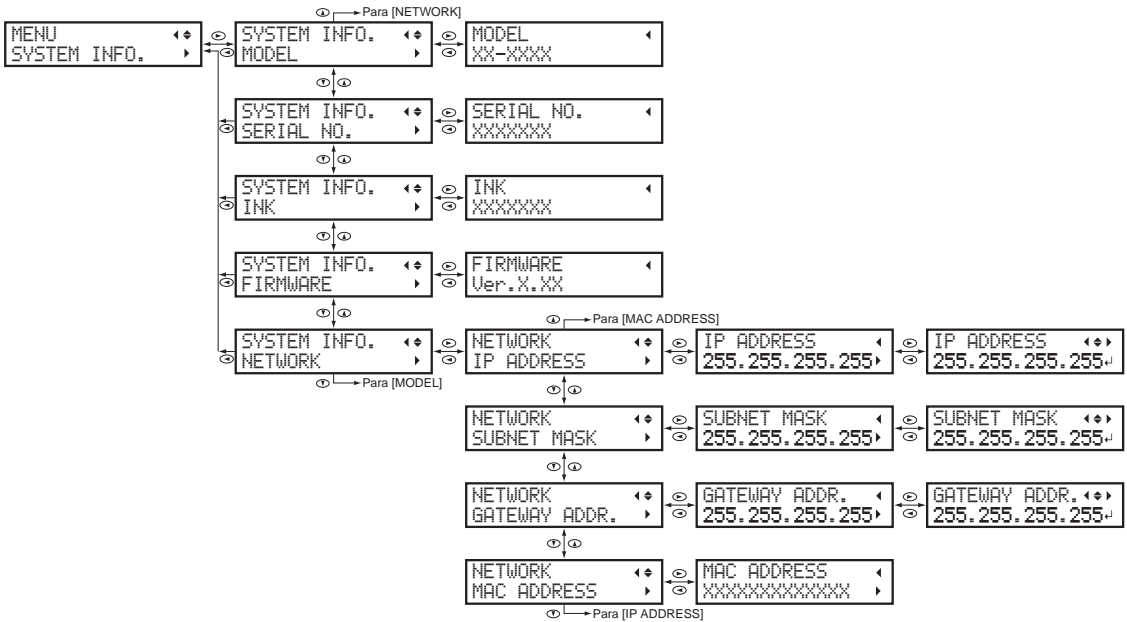 Para [NETWORK]
MENU
SYSTEM INFO.
SYSTEM INFO.
MODEL
MODEL
XX-XXXX
SYSTEM INFO.
SERIAL NO.
SERIAL NO.
XXXXXXX
SYSTEM INFO.
INK
INK
XXXXXXX
SYSTEM INFO.
FIRMWARE
FIRMWARE
Ver.X.XX
Para [MAC ADDRESS]
SYSTEM INFO.
NETWORK
NETWORK
IP ADDRESS
IP ADDRESS
255.255.255.255
IP ADDRESS
255.255.255.255
Para [MODEL]
NETWORK
SUBNET MASK
SUBNET MASK
255.255.255.255
SUBNET MASK
255.255.255.255
NETWORK
GATEWAY ADDR.
GATEWAY ADDR.
255.255.255.255
GATEWAY ADDR.
255.255.255.255
NETWORK
MAC ADDRESS
MAC ADDRESS
XXXXXXXXXXXXX
Para [IP ADDRESS]